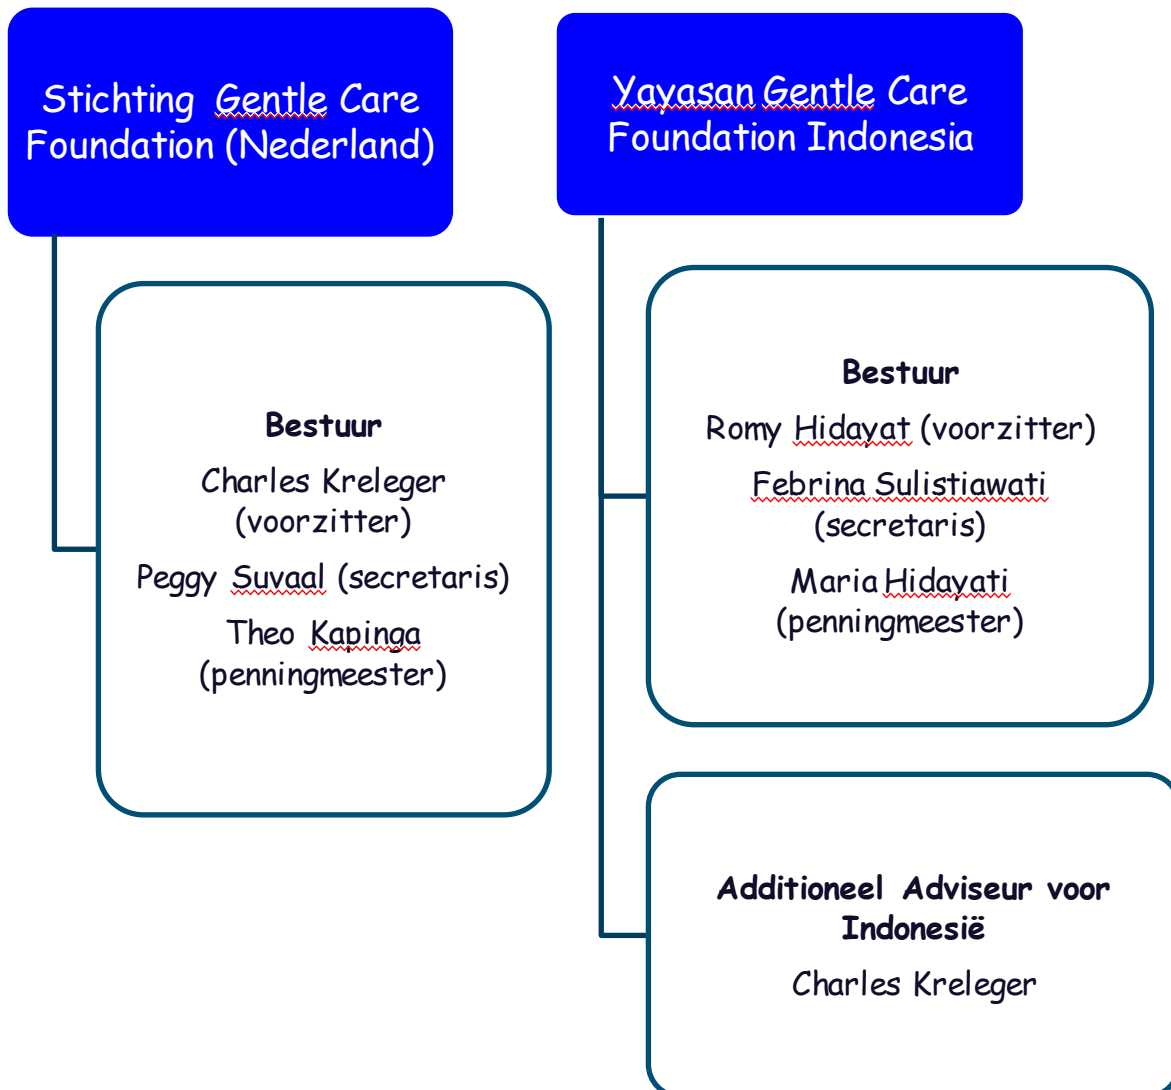 Stichting Gentle Care
Foundation (Nederland)
Bestuur
Charles Kreleger
(voorzitter)
Peggy Suvaal (secretaris)
Theo Kapinga
(penningmeester)
Yayasan Gentle Care
Foundation Indonesia
Bestuur
Romy Hidayat (voorzitter)
Febrina Sulistiawati
(secretaris)
Maria Hidayati
(penningmeester)
Additioneel Adviseur voor
Indonesië
Charles Kreleger